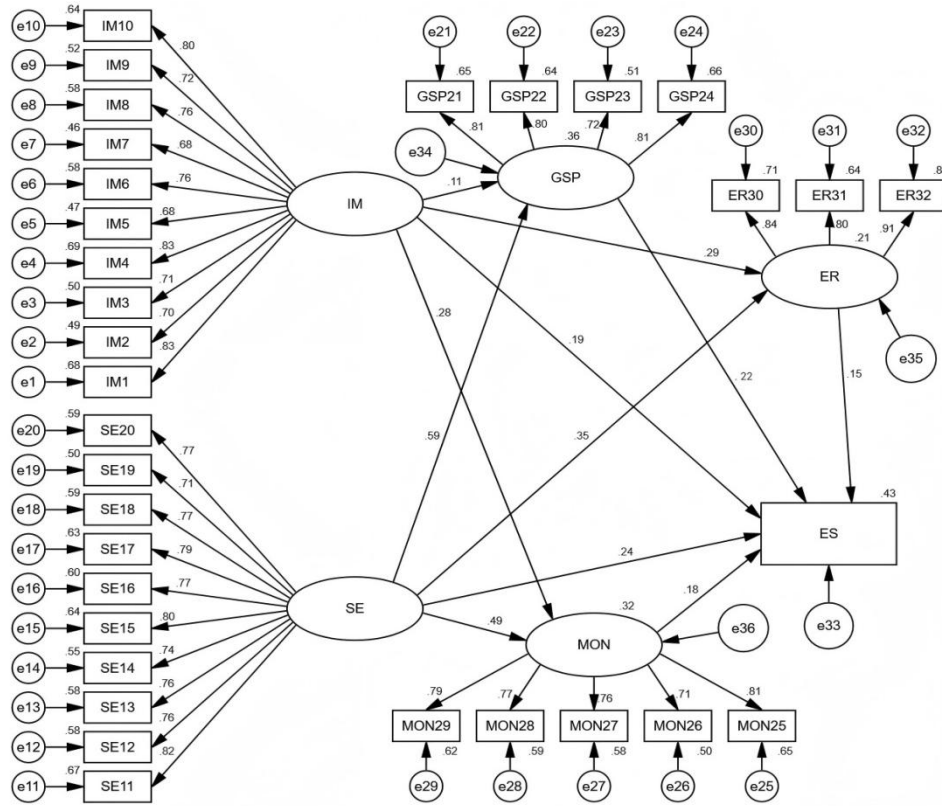 e10 .64 IM10 .80
e9 .52 IM9 .72
e8 .58 IM8 .76
e7 .46 IM7 .68
e6 .58 IM6 .76
e5 .47 IM5 .68
e4 .69 IM4 .83
e3 .50 IM3 .71
e2 .49 IM2 .70
e1 .68 IM1 .83
IM
e20 .59 SE20 .77
e19 .50 SE19 .71
e18 .59 SE18 .77
e17 .63 SE17 .79
e16 .60 SE16 .77
e15 .64 SE15 .80
e14 .55 SE14 .74
e13 .58 SE13 .76
e12 .58 SE12 .76
e11 .67 SE11 .82
SE
e21 e22 e23 e24
.65 .64 .51 .66
GSP21 GSP22 GSP23 GSP24
.81 .80 .72 .81
e34 .36
GSP
e30 e31 e32
.71 .64
ER30 ER31 ER32
.84 .80 .91
.21
ER
e35
.11
.29
.28
.19
.22
.15
.59
.35
.24
.49
.18
.43
ES
e33
.32
MON
e36
.79 .77 .76 .71 .81
MON29 MON28 MON27 MON26 MON25
.62 .59 .58 .50 .65
e29 e28 e27 e26 e25